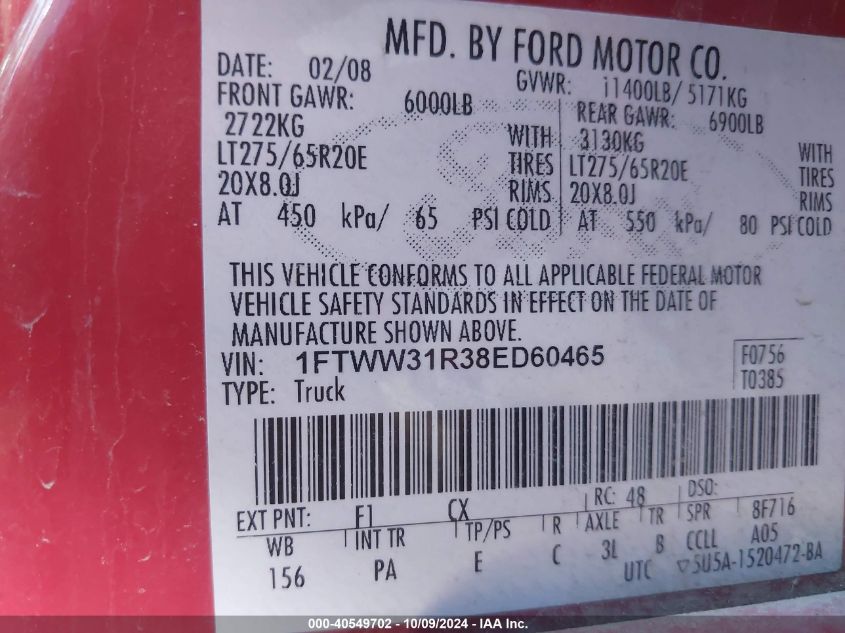 MFD. BY FORD MOTOR CO.
DATE: 02/08 GVWR: i1400LB/ 5171KG
FRONT GAWR: 6000LB REAR GAWR: 6900LB
2722KG WITH 3130KG WITH
LT275/65R20E TIRES LT275/65R20E TIRES
20X8.0J RIMS 20X8.0J RIMS
AT 450 kPa/ 65 PSI COLD AT 550 kPa/ 80 PSI COLD
THIS VEHICLE CONFORMS TO ALL APPLICABLE FEDERAL MOTOR
VEHICLE SAFETY STANDARDS IN EFFECT ON THE DATE OF
MANUFACTURE SHOWN ABOVE.
VIN: 1FTWW31R38ED60465 F0756
TYPE: Truck T0385
EXT PNT: F1 CX RC: 48 DSO:
WB INT TR TP/PS R AXLE TR SPR 8F716
156 PA E C 3L B CCLL A05
UTC ▽5U5A-1520472-BA
000-40549702 - 10/09/2024 - IAA Inc.